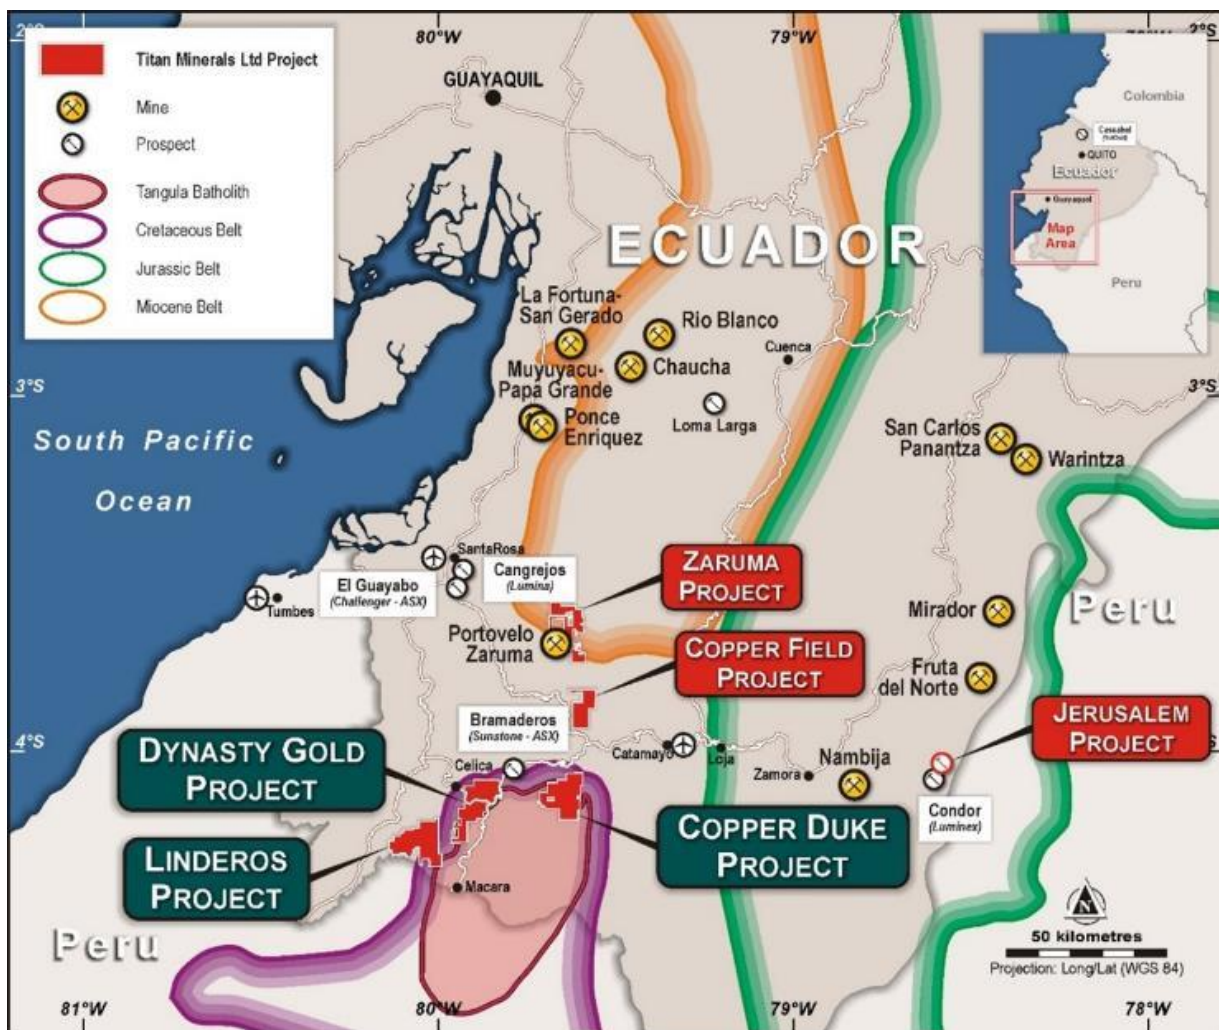 80°W
79°W
2°S
2°S
Titan Minerals Ltd Project
Mine
Prospect
Tangula Batholith
Cretaceous Belt
Jurassic Belt
Miocene Belt
GUAYAQUIL
Colombia
Cascabel
QUITO
Ecuador
Guayaquil
Map
Area
Peru
ECUADOR
La Fortuna-
San Gerado
Rio Blanco
Cuenca
Chaucha
Muyuyacu-
Papa Grande
Ponce
Enriquez
Loma Larga
3°S
3°S
South Pacific
Ocean
San Carlos
Panantza
Warintza
SantaRosa
El Guayabo
(Challenger - ASX)
Cangrejos
(Lumina)
Tumbes
ZARUMA
PROJECT
Portovelo
Zaruma
COPPER FIELD
PROJECT
Mirador
Peru
Fruta
del Norte
JERUSALEM
PROJECT
4°S
Bramaderos
(Sunstone - ASX)
Catamayo
Loja
Zamora
Nambija
Condor
(Luminex)
DYNASTY GOLD
PROJECT
Celica
COPPER DUKE
PROJECT
LINDEROS
PROJECT
Macara
Peru
N
50 kilometres
Projection: Long/Lat (WGS 84)
81°W
80°W
79°W
78°W